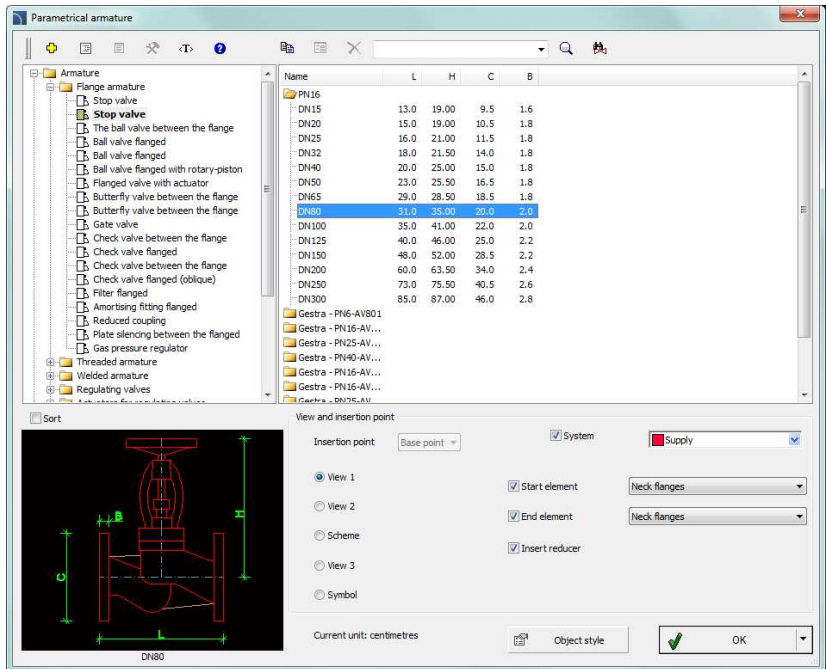 Parametrical armature
‹T›
Armature
Flange armature
Stop valve
Stop valve
The ball valve between the flange
Ball valve flanged
Ball valve flanged
Ball valve flanged with rotary-piston
Flanged valve with actuator
Butterfly valve between the flange
Butterfly valve between the flange
Gate valve
Check valve between the flange
Check valve flanged
Check valve between the flange
Check valve flanged (oblique)
Filter flanged
Amortising fitting flanged
Reduced coupling
Plate silencing between the flanged
Gas pressure regulator
Threaded armature
Welded armature
Regulating valves
Actuators for regulating valves
Name L H C B
PN16
DN15 13.0 19.00 9.5 1.6
DN20 15.0 19.00 10.5 1.8
DN25 16.0 21.00 11.5 1.8
DN32 18.0 21.50 14.0 1.8
DN40 20.0 25.00 15.0 1.8
DN50 23.0 25.50 16.5 1.8
DN65 29.0 28.50 18.5 1.8
DN80 31.0 35.00 20.0 2.0
DN100 35.0 41.00 22.0 2.0
DN125 40.0 46.00 25.0 2.2
DN150 48.0 52.00 28.5 2.2
DN200 60.0 63.50 34.0 2.4
DN250 73.0 75.50 40.5 2.6
DN300 85.0 87.00 46.0 2.8
Gestra - PN6-AV801
Gestra - PN16-AV...
Gestra - PN25-AV...
Gestra - PN40-AV...
Gestra - PN16-AV...
Gestra - PN16-AV...
Gestra - PN25-AV
Sort
B
H
C
L
DN80
View and insertion point
Insertion point Base point
System Supply
View 1
Start element Neck flanges
View 2
End element Neck flanges
Scheme
Insert reducer
View 3
Symbol
Current unit: centimetres
Object style
OK